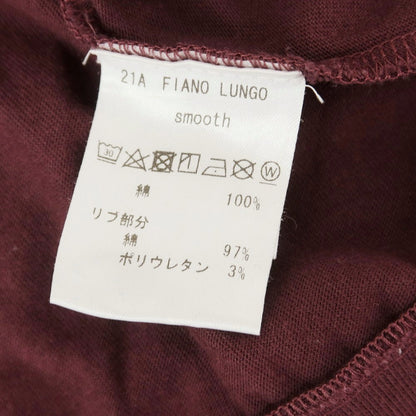 21A FIANO LUNGO
smooth
30 W
綿 100%
リブ部分
綿 97%
ポリウレタン 3%